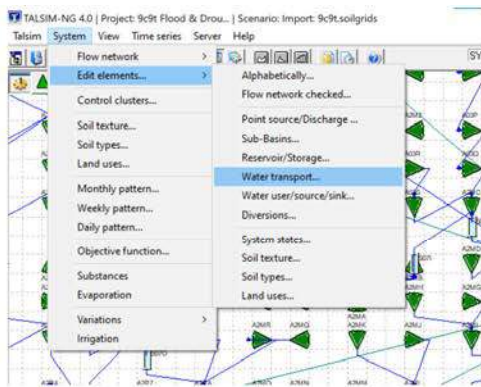 TALSIM-NG 4.0 | Project: 9c9t Flood & Drou... | Scenario: Import: 9c9t.soilgrids
Talsim System View Time series Server Help
Flow network
Edit elements...
Control clusters...
Soil texture...
Soil types...
Land uses...
Monthly pattern...
Weekly pattern...
Daily pattern...
Objective function...
Substances
Evaporation
Variations
Irrigation
Alphabetically...
Flow network checked...
Point source/Discharge ...
Sub-Basins...
Reservoir/Storage...
Water transport...
Water user/source/sink...
Diversions...
System states...
Soil texture...
Soil types...
Land uses...
SY
A2MR A2MQ